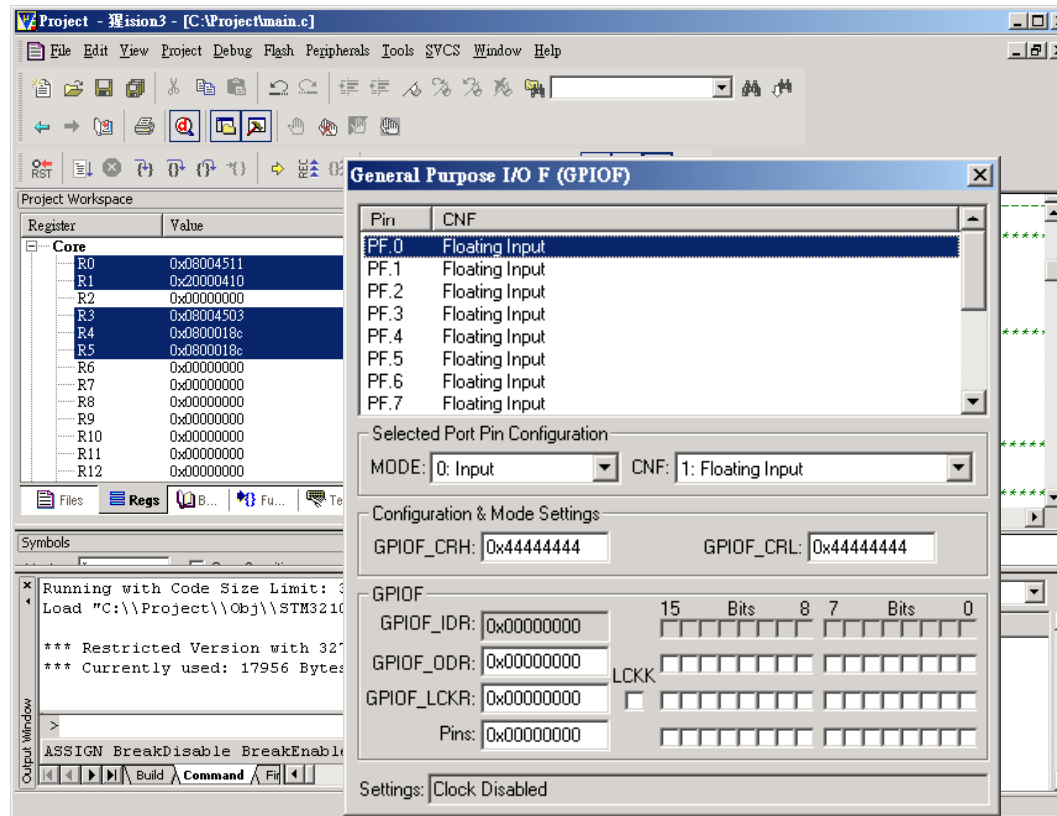 Project - 猩ision3 - [C:\Project\main.c]
File Edit View Project Debug Flash Peripherals Tools SVCS Window Help
RST
Project Workspace
Register Value
Core
R0 0x08004511
R1 0x20000410
R2 0x00000000
R3 0x08004503
R4 0x0800018c
R5 0x0800018c
R6 0x00000000
R7 0x00000000
R8 0x00000000
R9 0x00000000
R10 0x00000000
R11 0x00000000
R12 0x00000000
Files Regs B... Fu... Te
Symbols
Running with Code Size Limit: 3
Load "C:\\Project\\Obj\\STM3210
*** Restricted Version with 327
*** Currently used: 17956 Bytes
>
ASSIGN BreakDisable BreakEnable
Build Command Fir
Output Window
General Purpose I/O F (GPIOF)
Pin CNF
PF.0 Floating Input
PF.1 Floating Input
PF.2 Floating Input
PF.3 Floating Input
PF.4 Floating Input
PF.5 Floating Input
PF.6 Floating Input
PF.7 Floating Input
Selected Port Pin Configuration
MODE: 0: Input CNF: 1: Floating Input
Configuration & Mode Settings
GPIOF_CRH: 0x44444444 GPIOF_CRL: 0x44444444
GPIOF
15 Bits 8 7 Bits 0
GPIOF_IDR: 0x00000000
GPIOF_ODR: 0x00000000
LCKK
GPIOF_LCKR: 0x00000000
Pins: 0x00000000
Settings: Clock Disabled